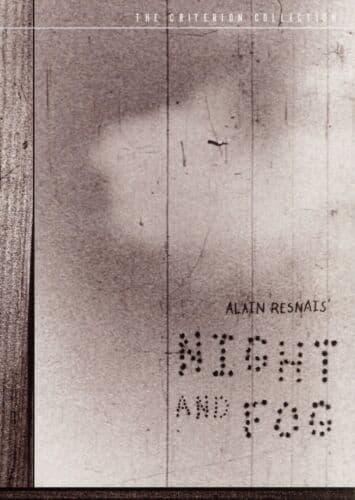 THE CRITERION COLLECTION
ALAIN RESNAIS'
NIGHT
AND FOG